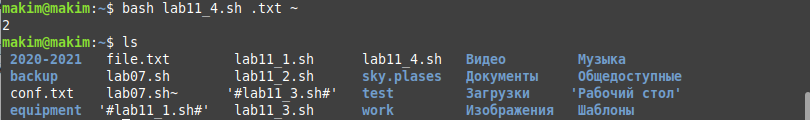 makim@makim:~$ bash lab11_4.sh .txt ~
2
makim@makim:~$ ls
2020-2021 file.txt lab11_1.sh lab11_4.sh Видео Музыка
backup lab07.sh lab11_2.sh sky.plases Документы Общедоступные
conf.txt lab07.sh~ '#lab11_3.sh#' test Загрузки 'Рабочий стол'
equipment '#lab11_1.sh#' lab11_3.sh work Изображения Шаблоны